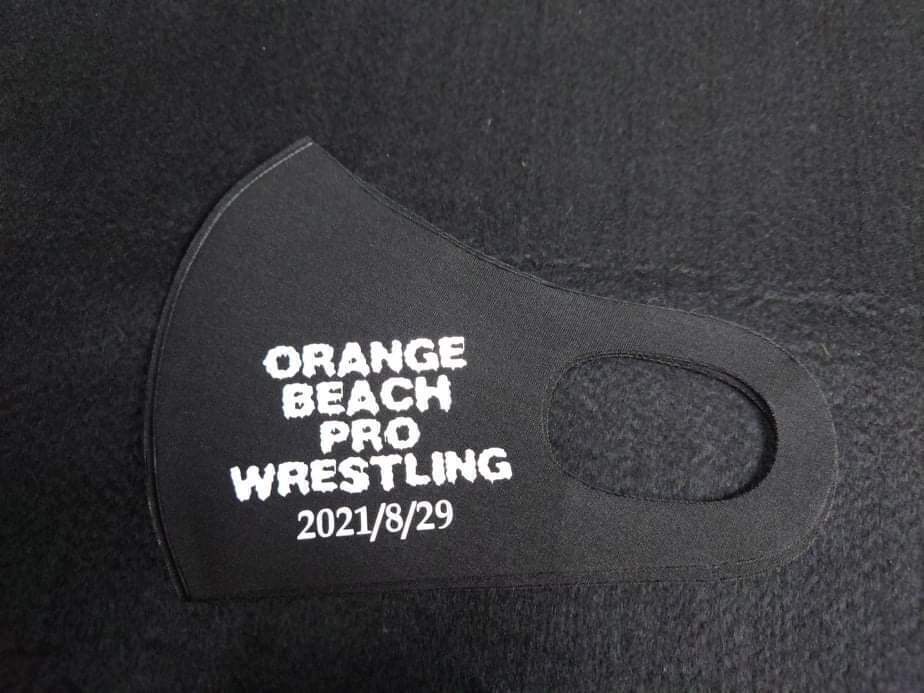 ORANGE
BEACH
PRO
WRESTLING
2021/8/29